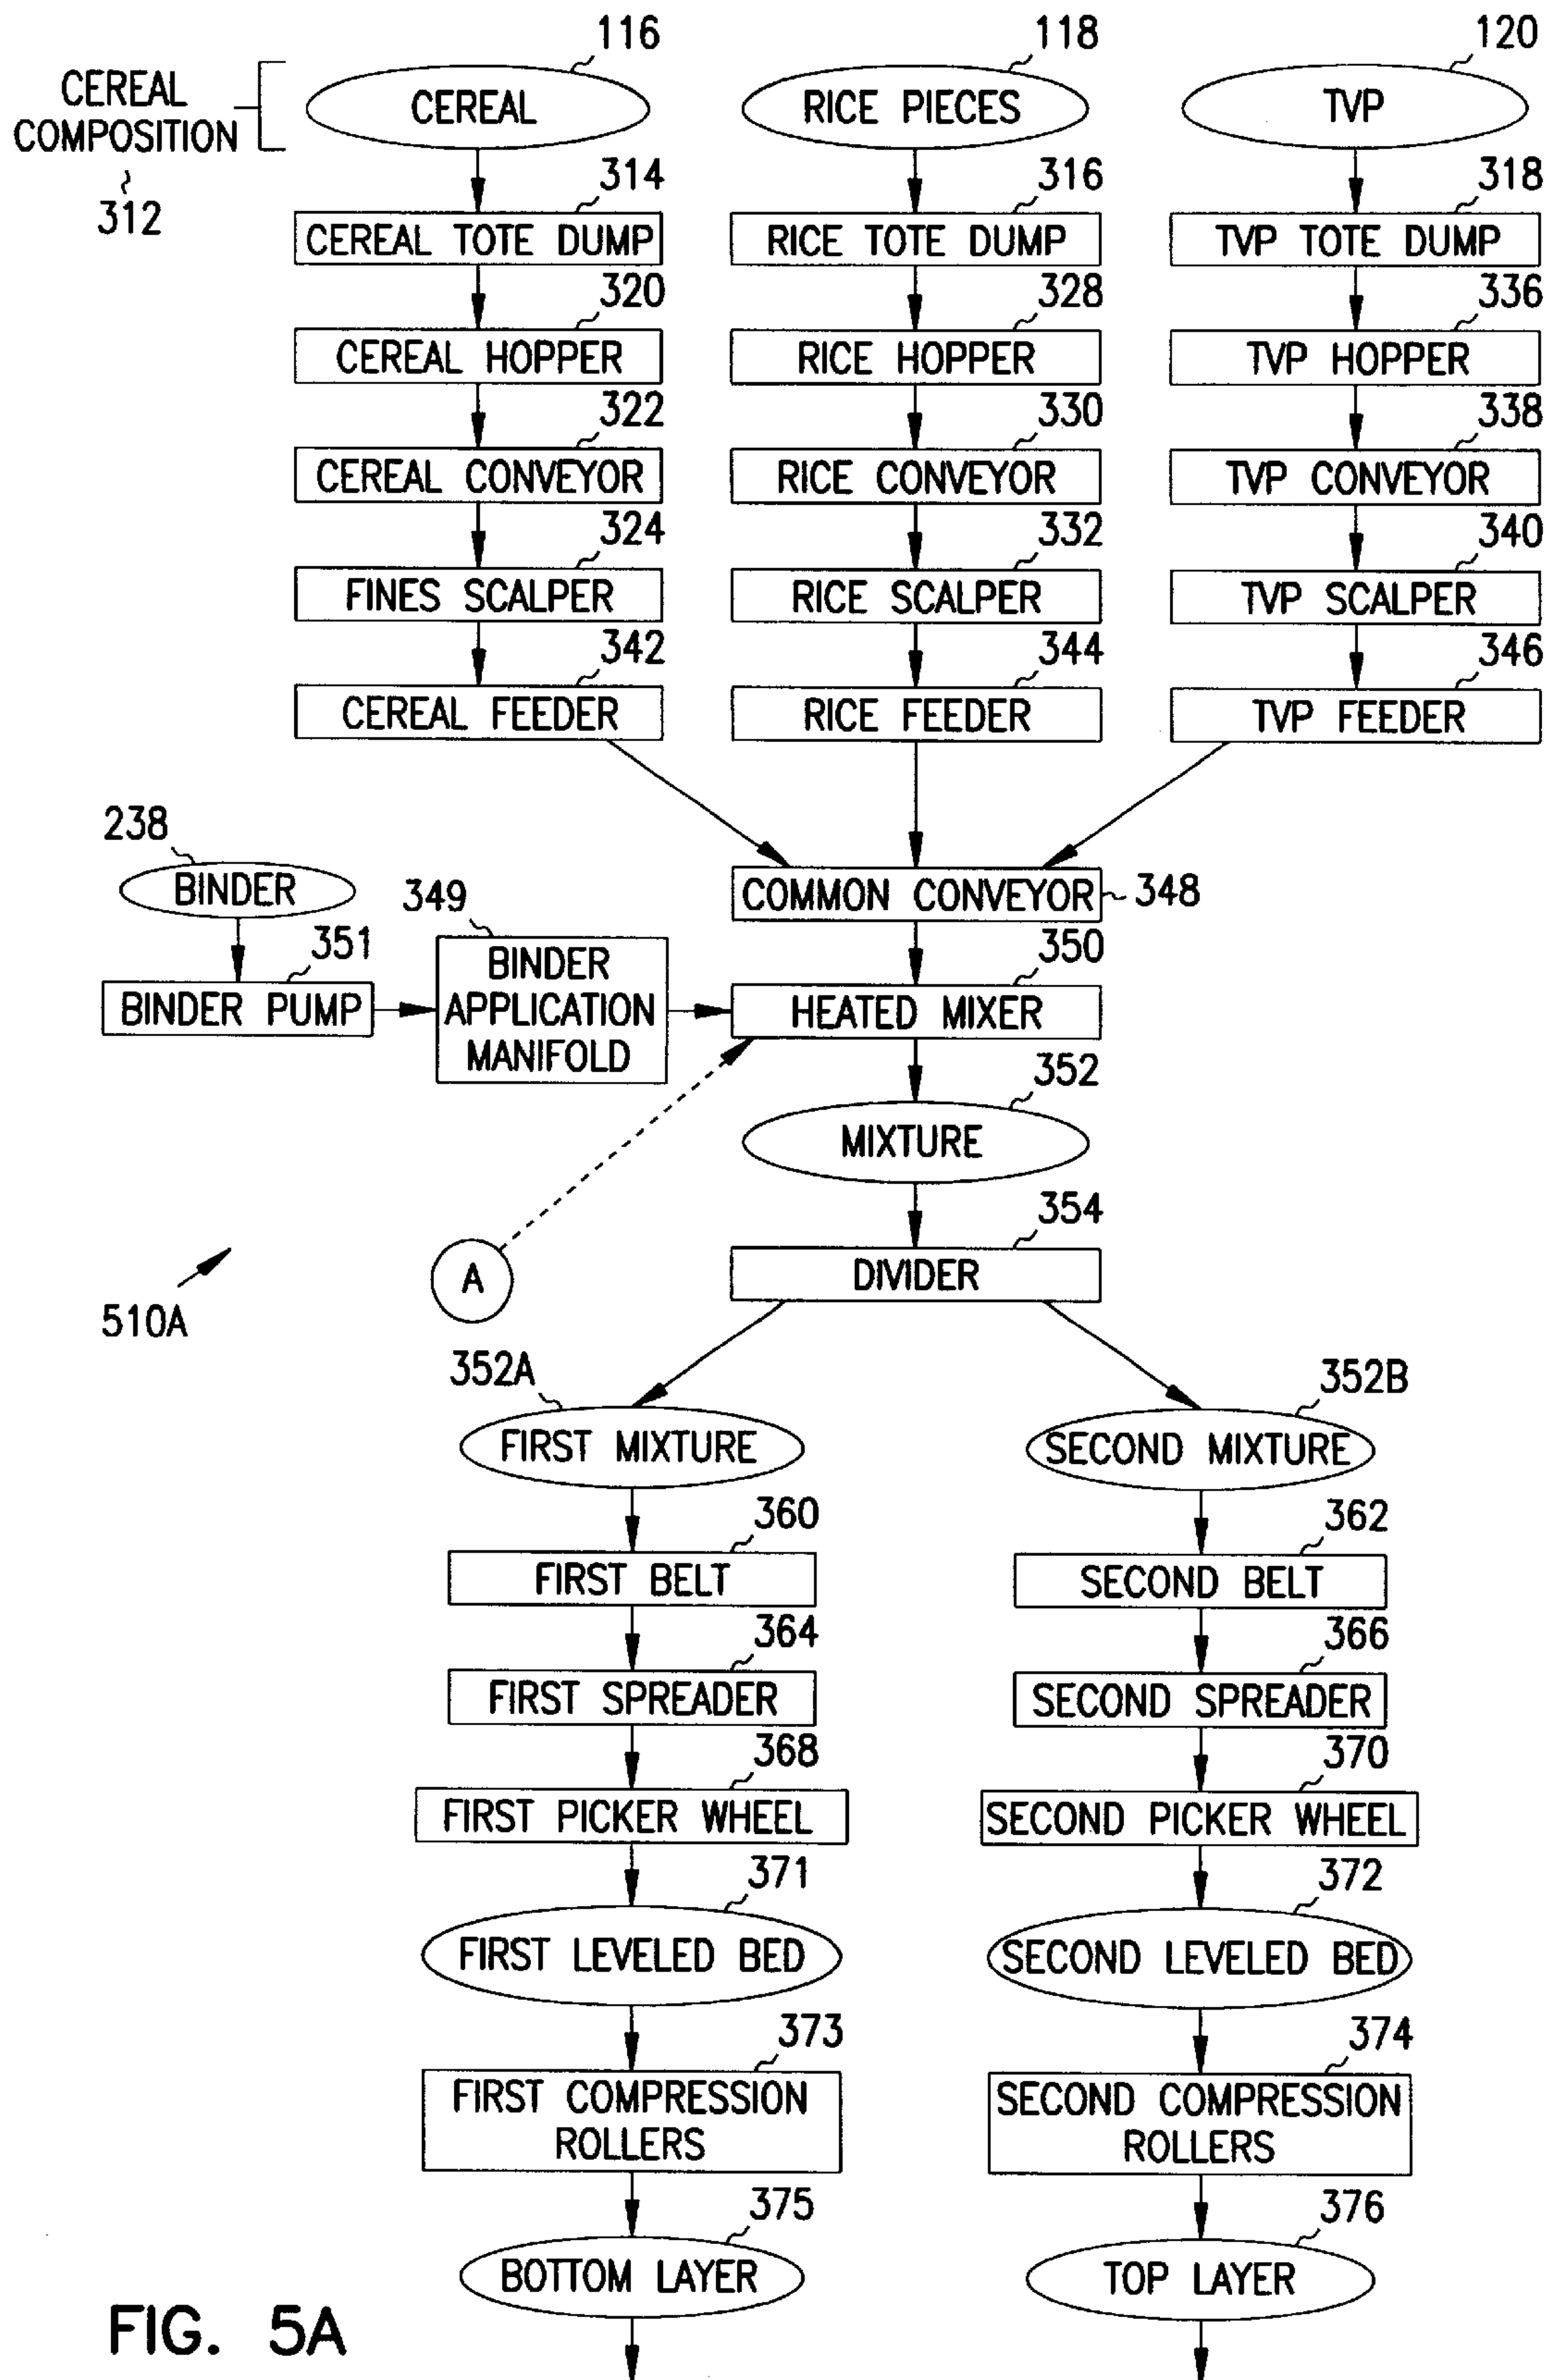 116
118
120
CEREAL
COMPOSITION
312
CEREAL
RICE PIECES
TVP
314
316
318
CEREAL TOTE DUMP
RICE TOTE DUMP
TVP TOTE DUMP
320
328
336
CEREAL HOPPER
RICE HOPPER
TVP HOPPER
322
330
338
CEREAL CONVEYOR
RICE CONVEYOR
TVP CONVEYOR
324
332
340
FINES SCALPER
RICE SCALPER
TVP SCALPER
342
344
346
CEREAL FEEDER
RICE FEEDER
TVP FEEDER
238
BINDER
349
COMMON CONVEYOR
348
351
350
BINDER PUMP
BINDER
APPLICATION
MANIFOLD
HEATED MIXER
352
MIXTURE
354
A
DIVIDER
510A
352A
352B
FIRST MIXTURE
SECOND MIXTURE
360
362
FIRST BELT
SECOND BELT
364
366
FIRST SPREADER
SECOND SPREADER
368
370
FIRST PICKER WHEEL
SECOND PICKER WHEEL
371
372
FIRST LEVELED BED
SECOND LEVELED BED
373
374
FIRST COMPRESSION
ROLLERS
SECOND COMPRESSION
ROLLERS
375
376
BOTTOM LAYER
TOP LAYER
FIG. 5A